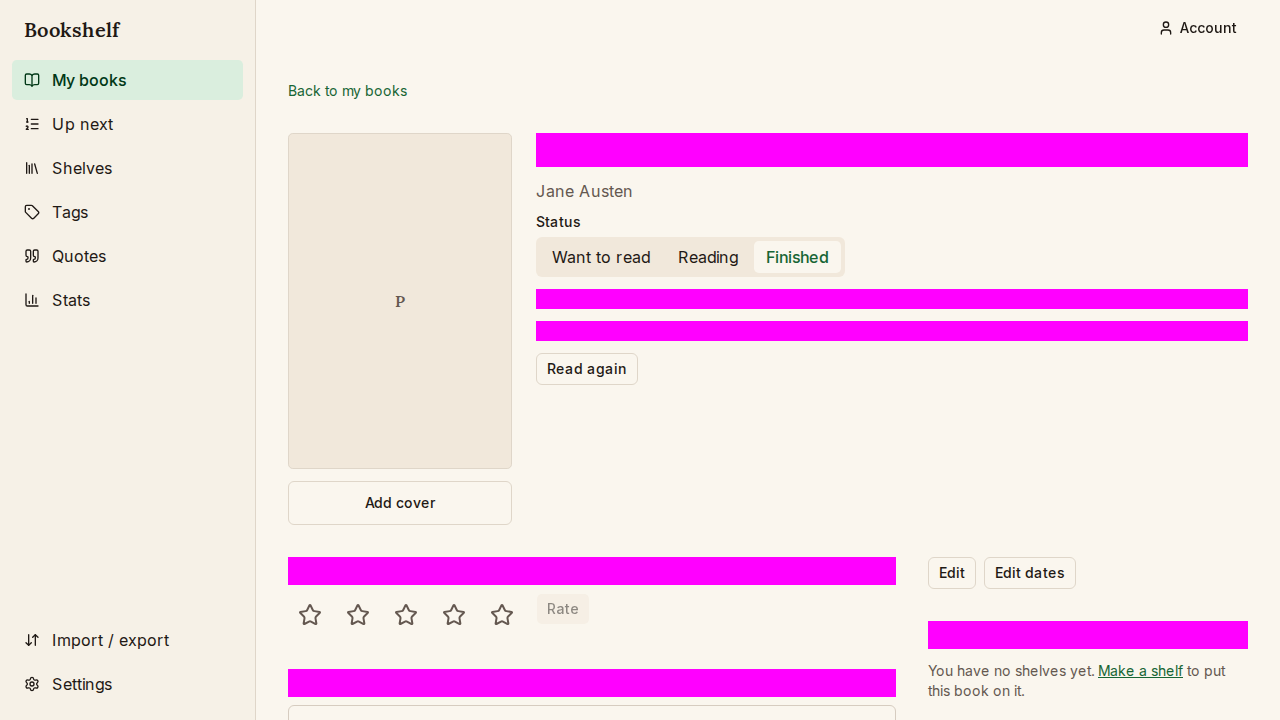 Bookshelf
Account
My books
Up next
Shelves
Tags
Quotes
Stats
Import / export
Settings
Back to my books
P
Add cover
Jane Austen
Status
Want to read
Reading
Finished
Read again
Rate
Edit
Edit dates
You have no shelves yet. Make a shelf to put
this book on it.